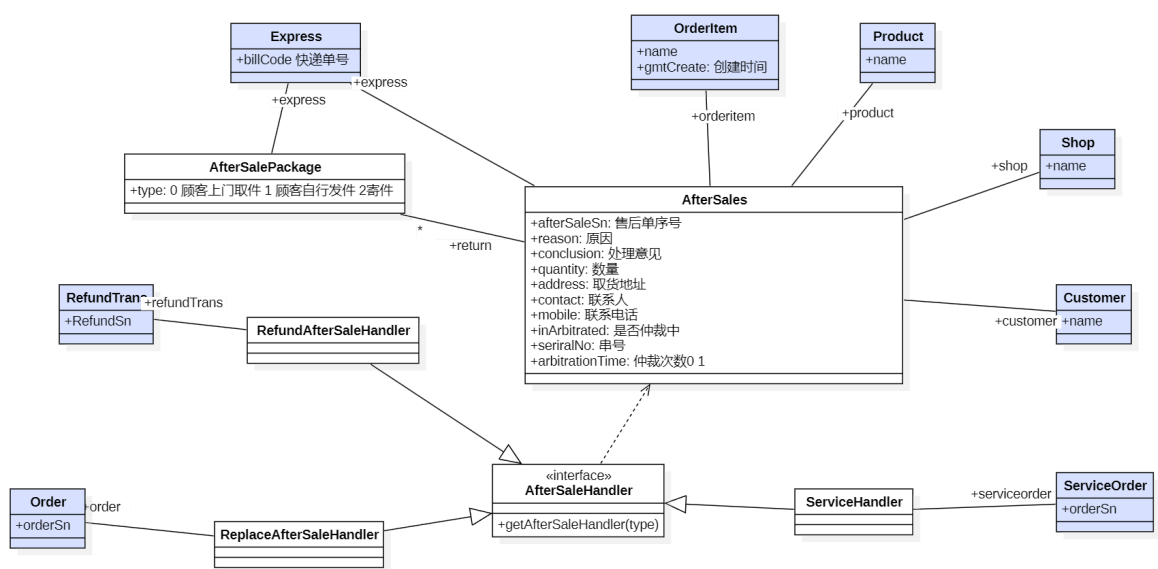 Express
+billCode 快递单号
OrderItem
+name
+gmtCreate: 创建时间
Product
+name
+express
+express
+orderitem
+product
Shop
+name
+shop
AfterSalePackage
+type: 0 顾客上门取件 1 顾客自行发件 2寄件
*
+return
AfterSales
+afterSaleSn: 售后单序号
+reason: 原因
+conclusion: 处理意见
+quantity: 数量
+address: 取货地址
+contact: 联系人
+mobile: 联系电话
+inArbitrated: 是否仲裁中
+seriralNo: 串号
+arbitrationTime: 仲裁次数0 1
Customer
+name
+customer
RefundTrans
+RefundSn
+refundTrans
RefundAfterSaleHandler
«interface»
AfterSaleHandler
+getAfterSaleHandler(type)
Order
+orderSn
+order
ReplaceAfterSaleHandler
ServiceHandler
+serviceorder
ServiceOrder
+orderSn